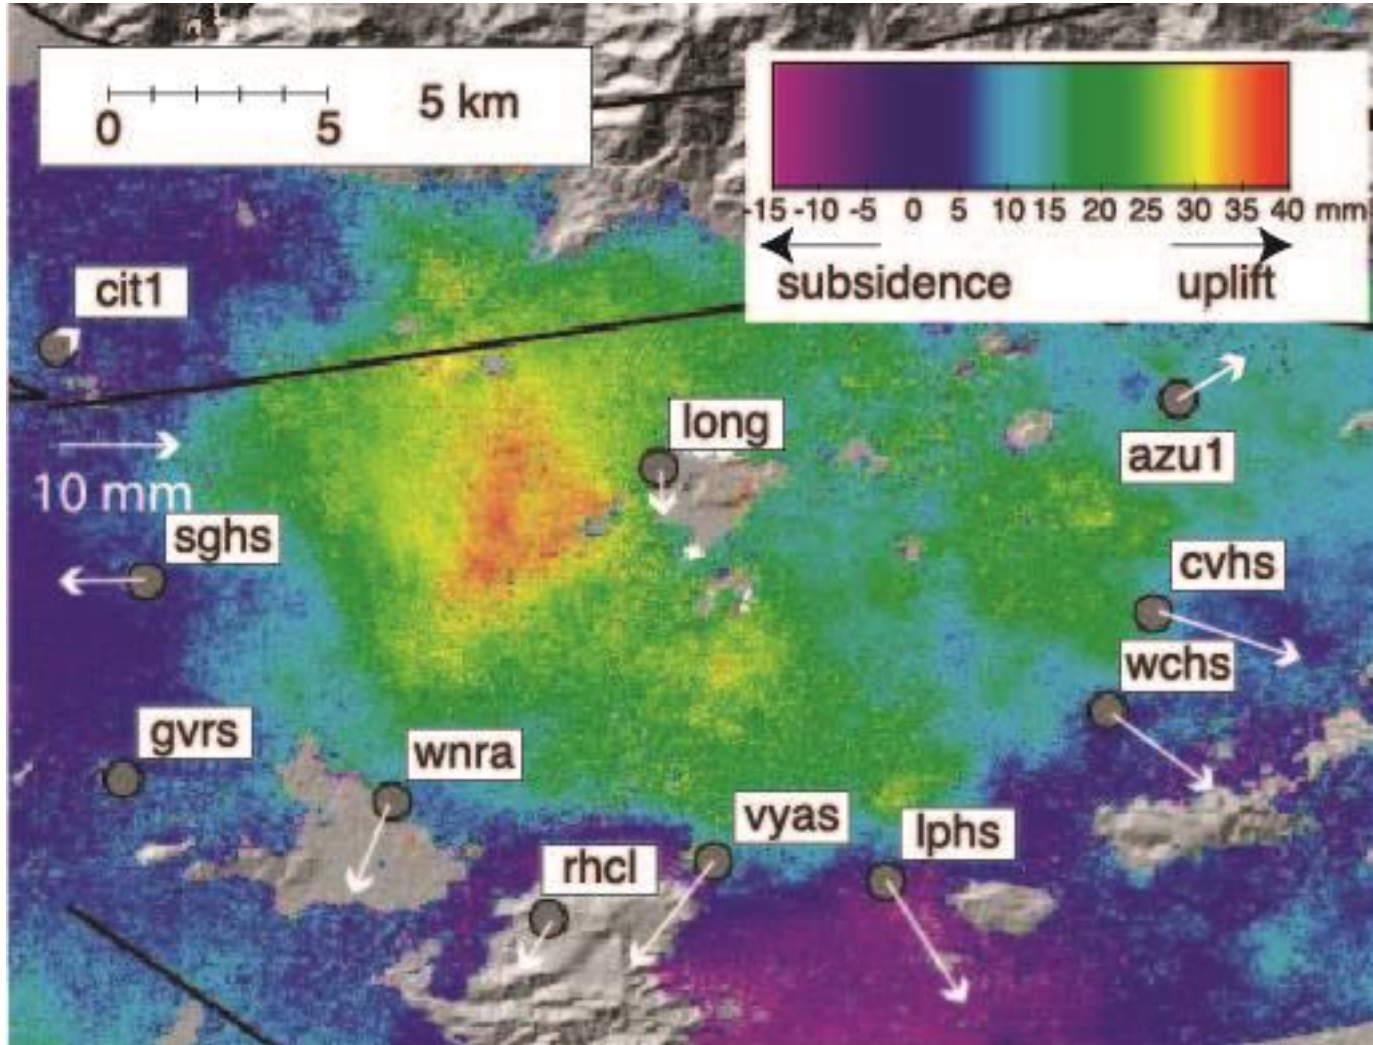 0
5
5 km
-15 -10 -5 0 5 10 15 20 25 30 35 40 mm
subsidence
uplift
cit1
long
10 mm
azu1
sghs
cvhs
wchs
gvrs
wnra
vyas
lphs
rhcl